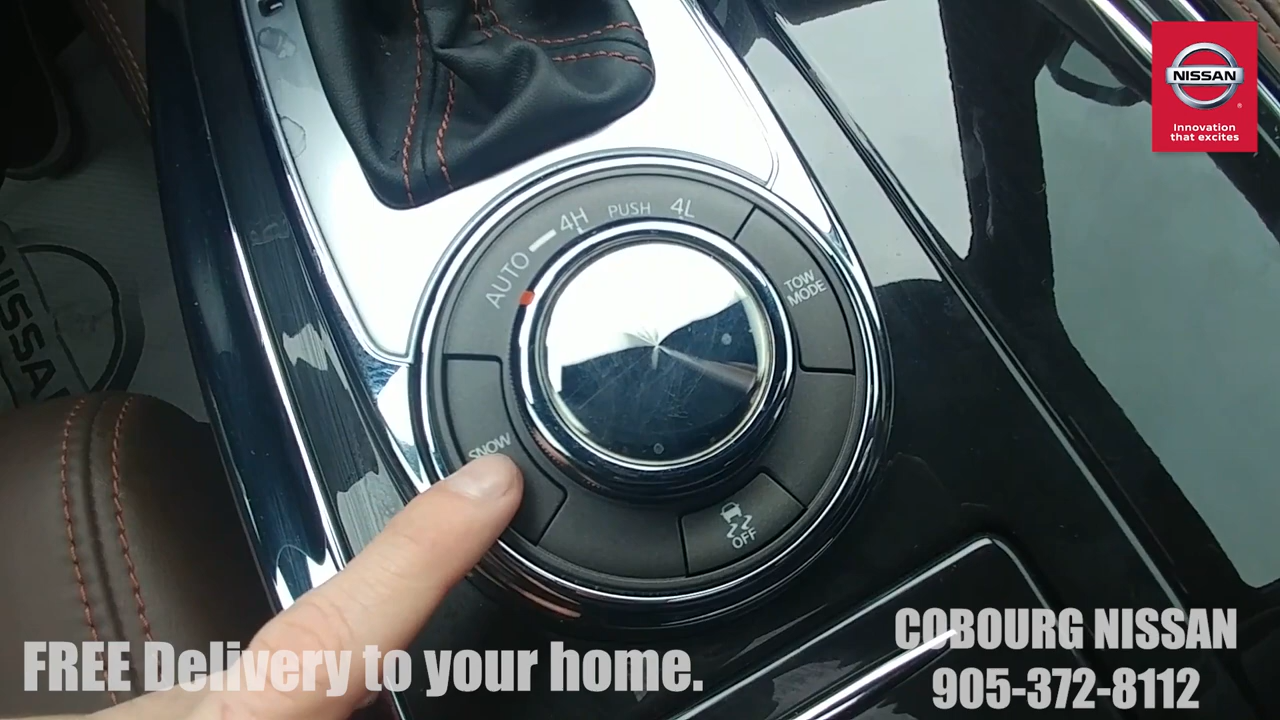 NISSAN
Innovation
that excites
4H PUSH 4L
AUTO
TOW
MODE
SNOW
OFF
NISSAN
FREE Delivery to your home.
COBOURG NISSAN
905-372-8112